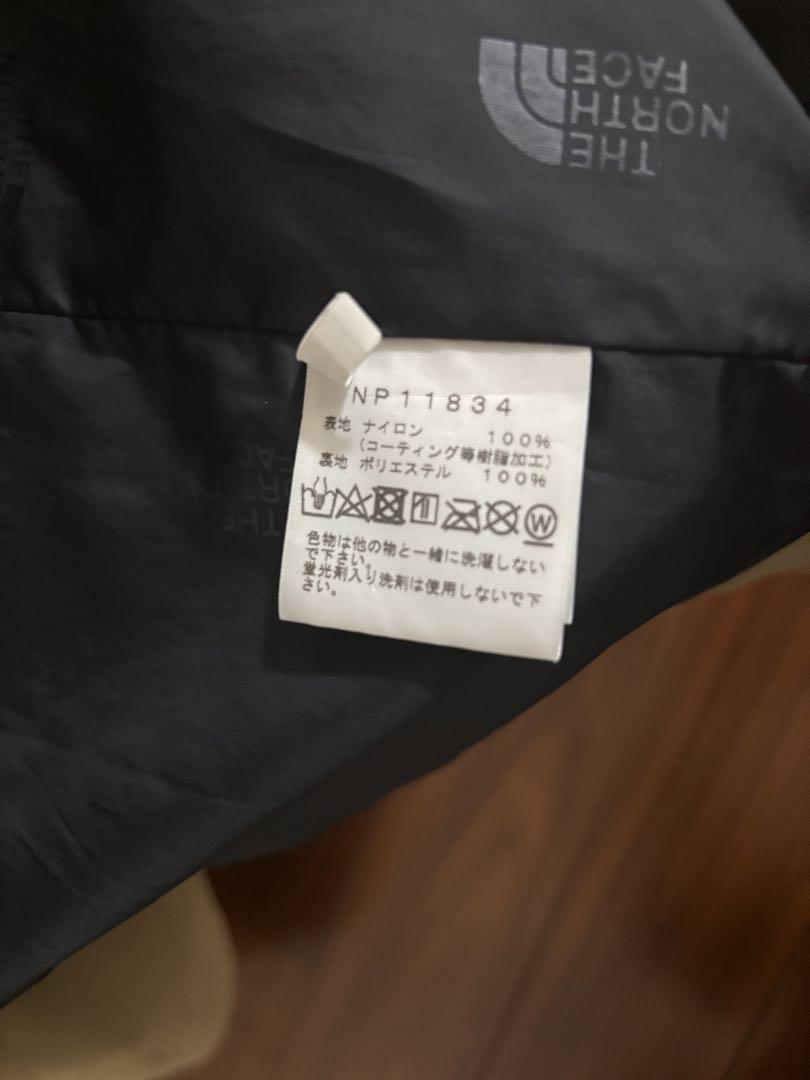 THE
NORTH
FACE
NP11834
表地 ナイロン 100%
(コーティング等樹脂加工)
裏地 ポリエステル 100%
W
色物は他の物と一緒に洗濯しない
で下さい。
蛍光剤入り洗剤は使用しないで下
さい。